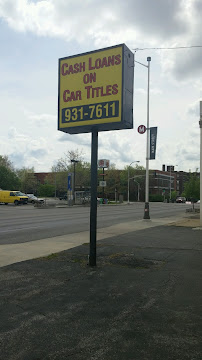 CASH LOANS
ON
CAR TITLES
931-7611